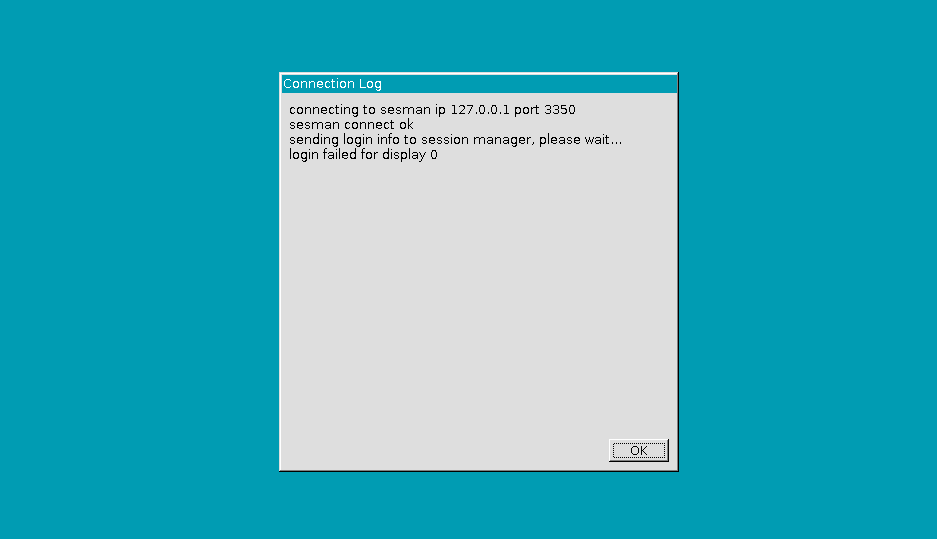 Connection Log
connecting to sesman ip 127.0.0.1 port 3350
sesman connect ok
sending login info to session manager, please wait...
login failed for display 0
OK